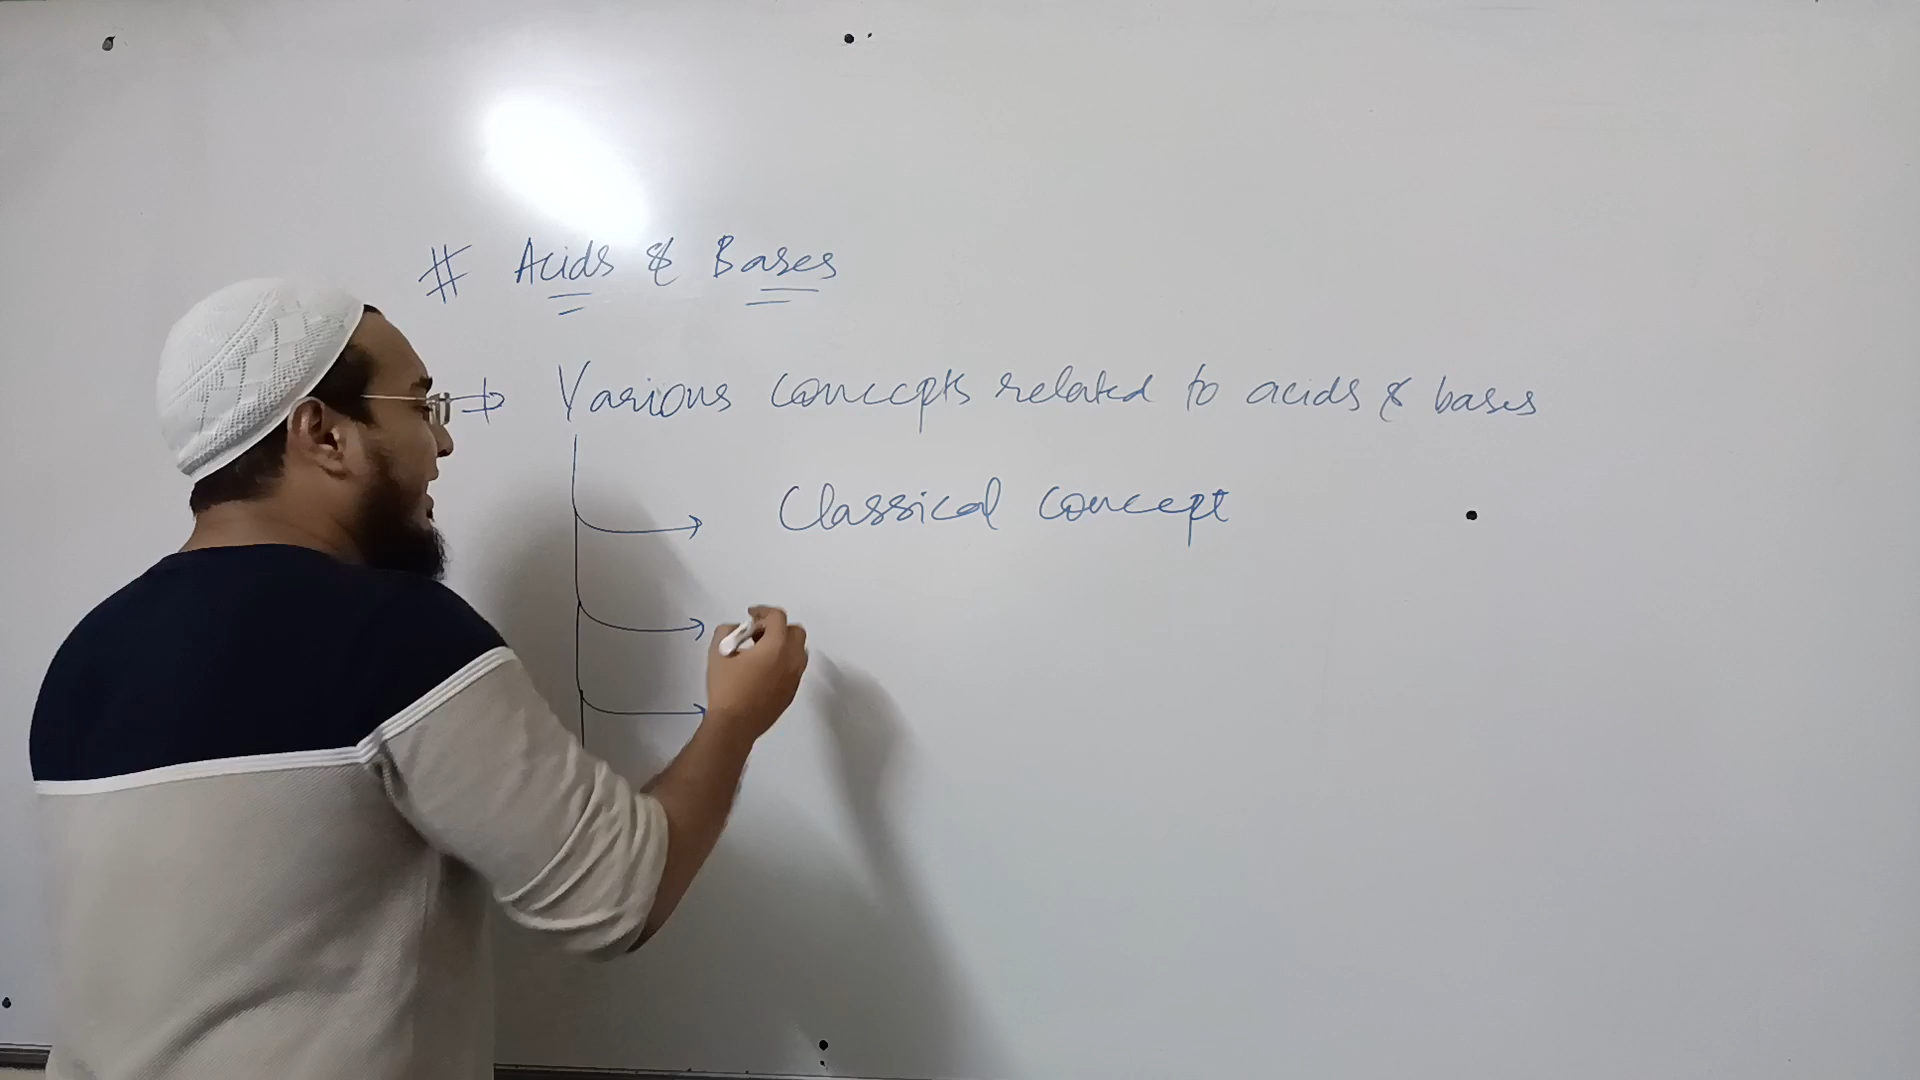 # Acids & Bases
Various concepts related to acids & bases
Classical concept